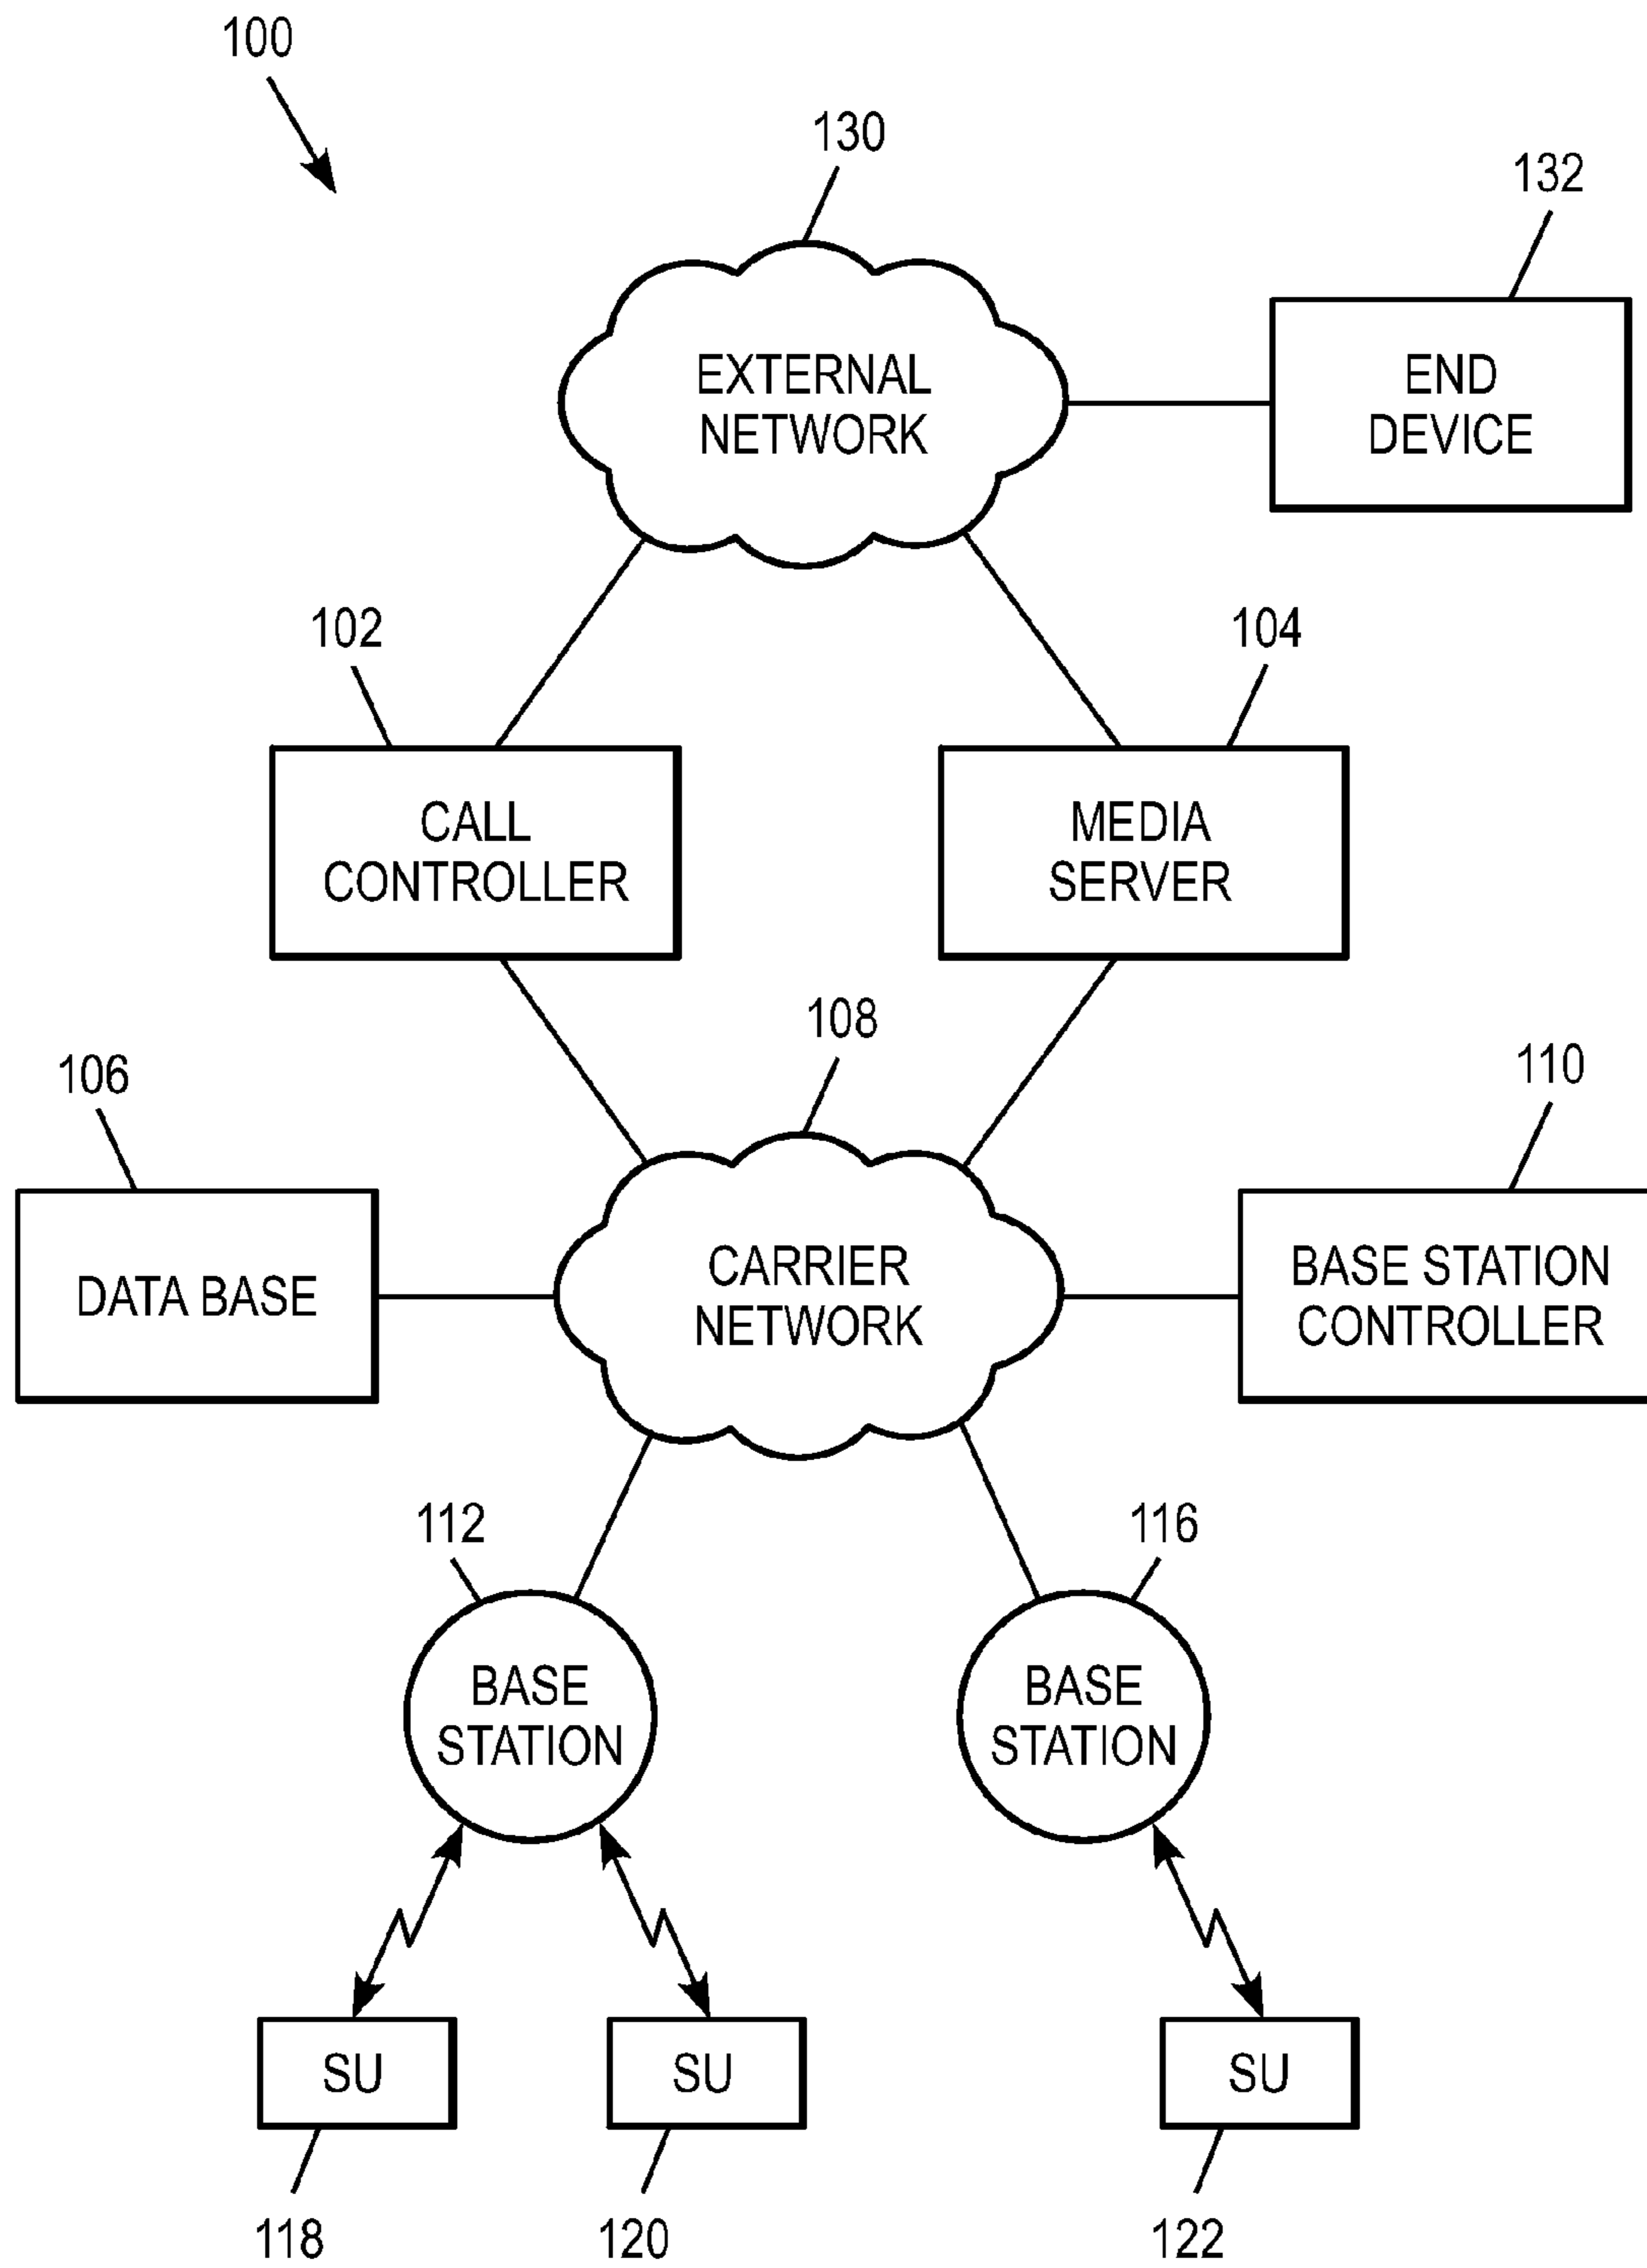 100
130
132
EXTERNAL
NETWORK
END
DEVICE
102
104
CALL
CONTROLLER
MEDIA
SERVER
108
106
110
DATA BASE
CARRIER
NETWORK
BASE STATION
CONTROLLER
112
116
BASE
STATION
BASE
STATION
SU
SU
SU
118
120
122